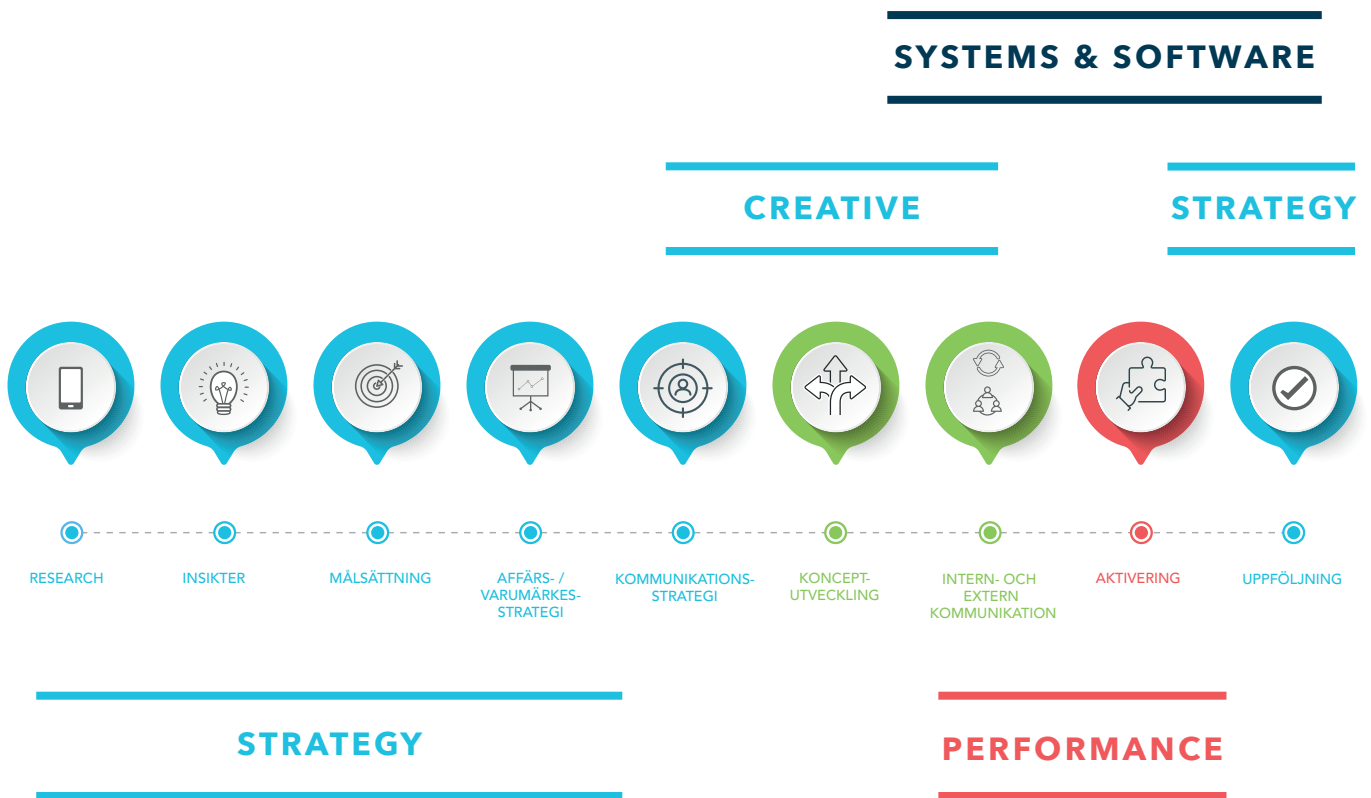 SYSTEMS & SOFTWARE
CREATIVE
STRATEGY
RESEARCH
INSIKTER
MÅLSÄTTNING
AFFÄRS- /
VARUMÄRKES-
STRATEGI
KOMMUNIKATIONS-
STRATEGI
KONCEPT-
UTVECKLING
INTERN- OCH
EXTERN
KOMMUNIKATION
AKTIVERING
UPPFÖLJNING
STRATEGY
PERFORMANCE